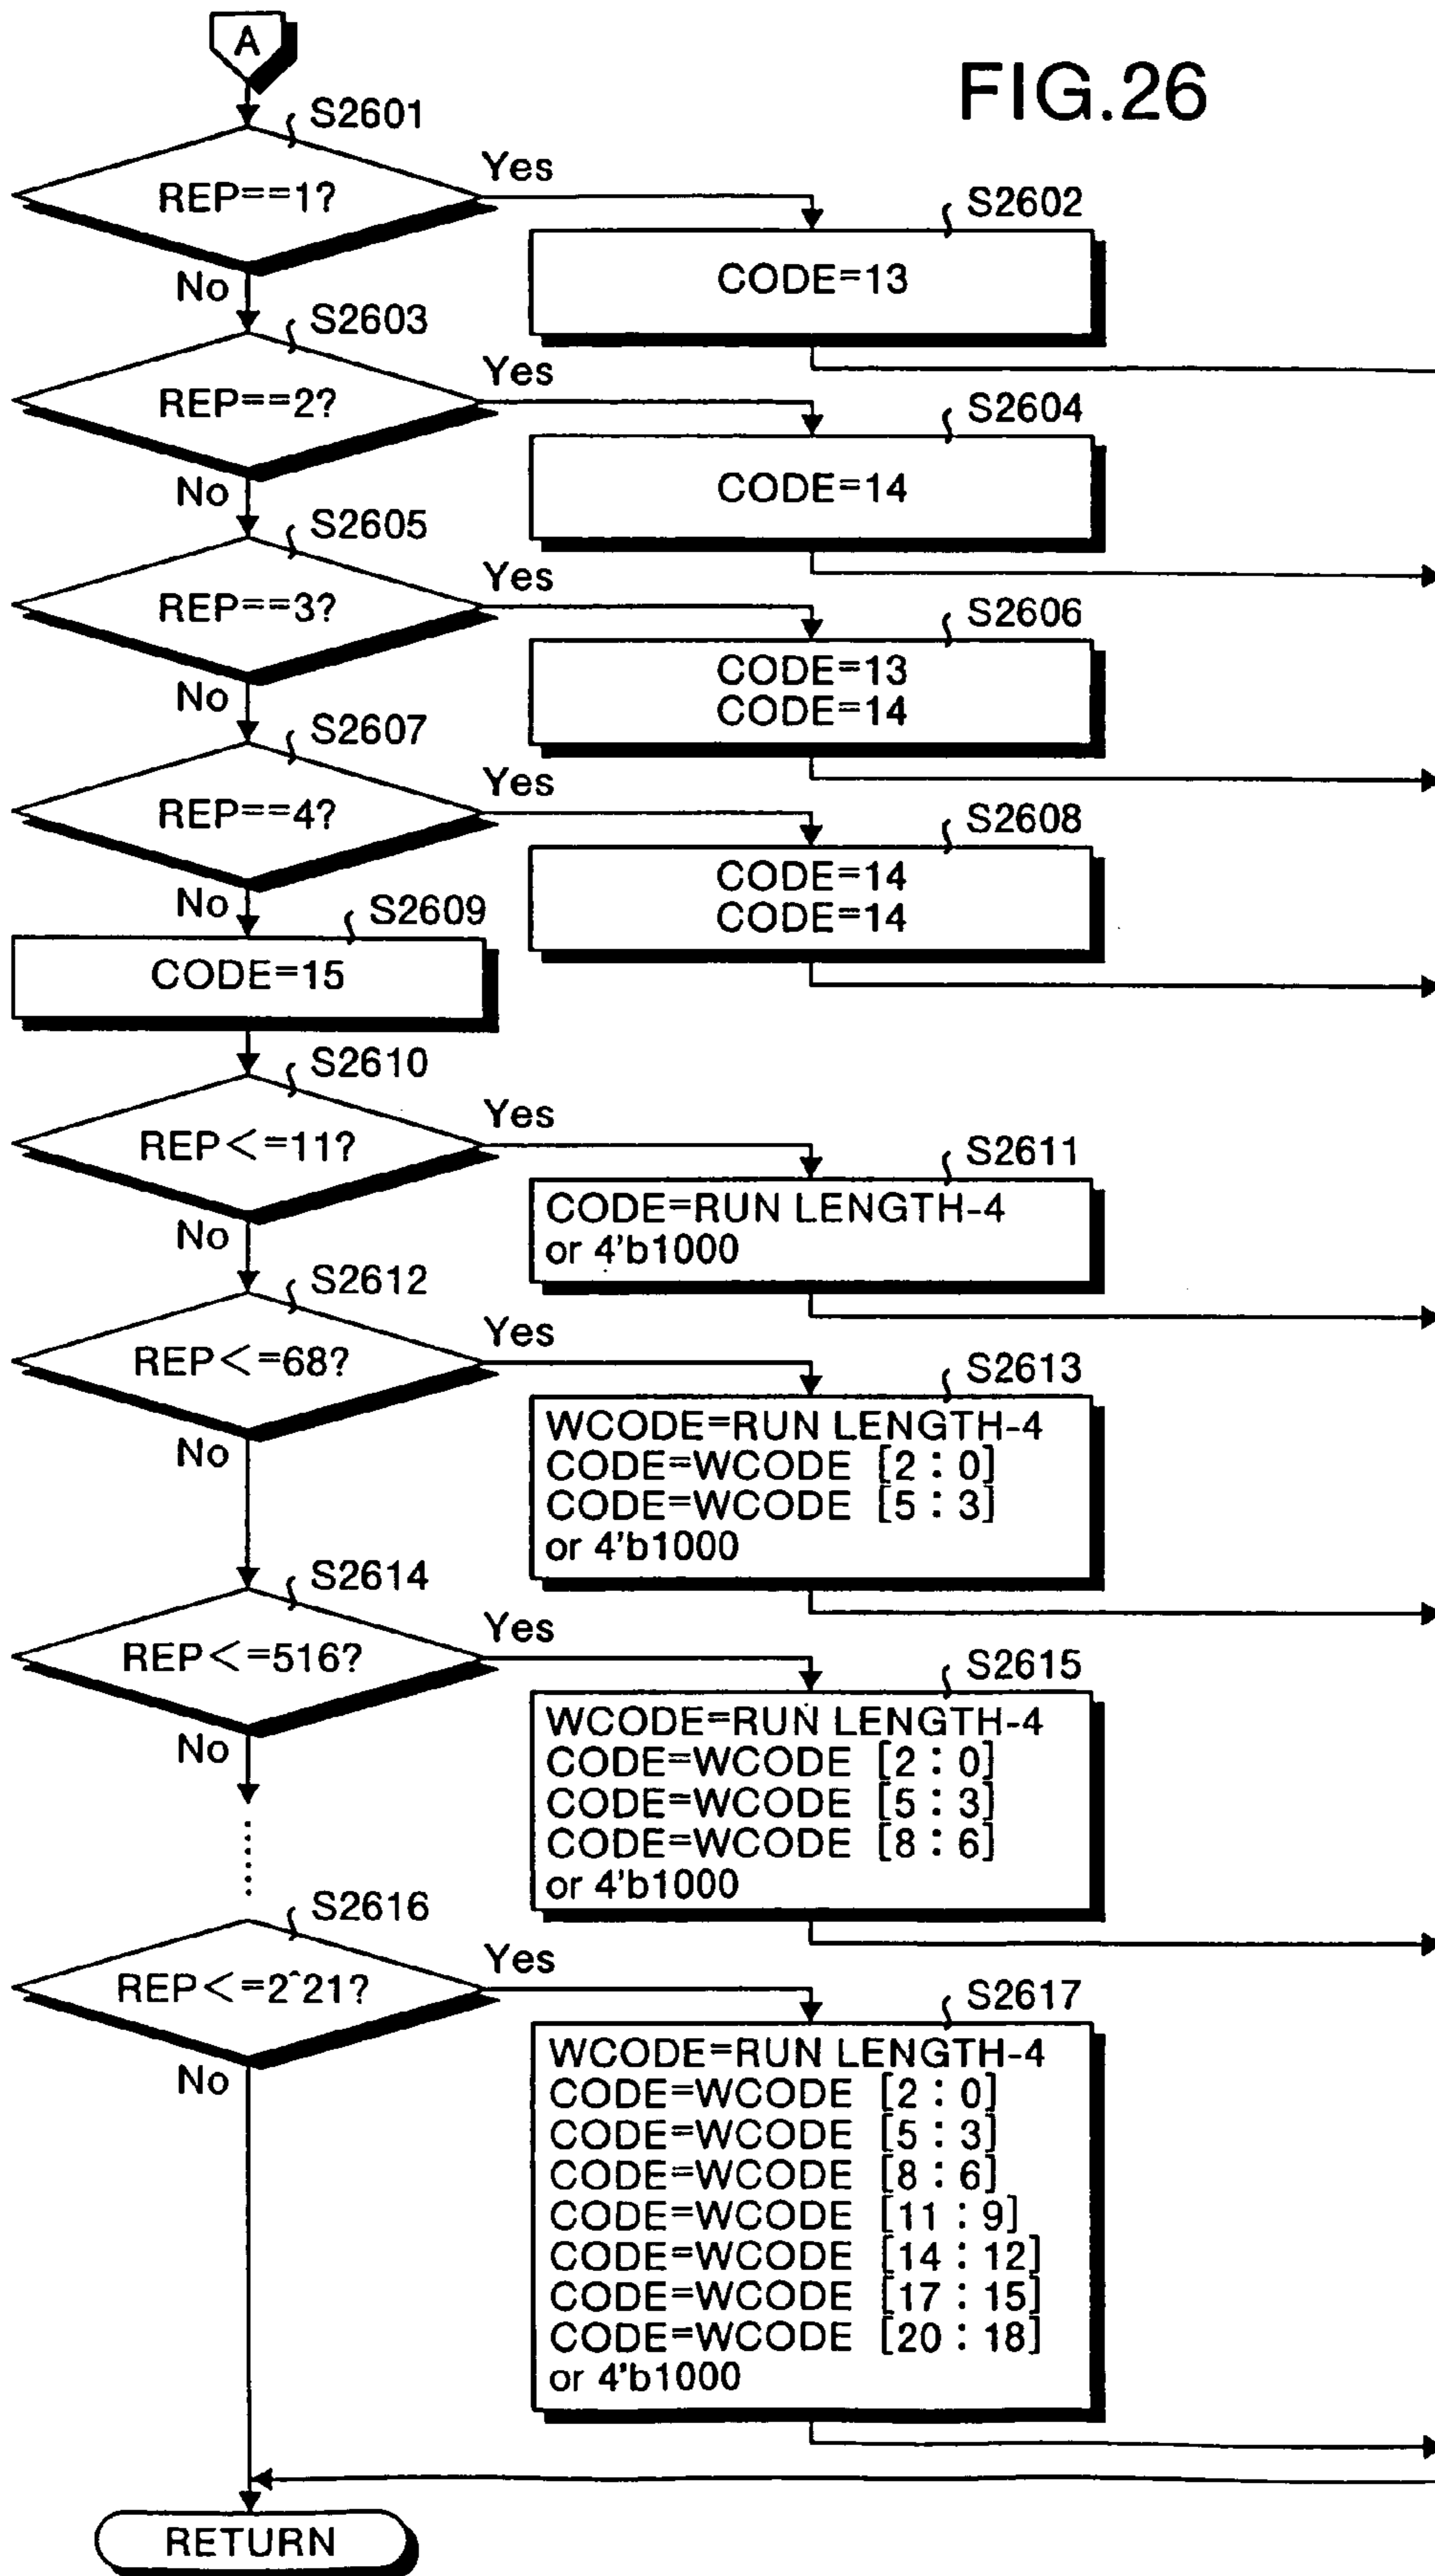 A
FIG.26
S2601
REP==1?
Yes
No
S2602
CODE=13
S2603
REP==2?
Yes
No
S2604
CODE=14
S2605
REP==3?
Yes
No
S2606
CODE=13
CODE=14
S2607
REP==4?
Yes
No
S2608
CODE=14
CODE=14
S2609
CODE=15
S2610
REP<=11?
Yes
No
S2611
CODE=RUN LENGTH-4
or 4'b1000
S2612
REP<=68?
Yes
No
S2613
WCODE=RUN LENGTH-4
CODE=WCODE [2 : 0]
CODE=WCODE [5 : 3]
or 4'b1000
S2614
REP<=516?
Yes
No
S2615
WCODE=RUN LENGTH-4
CODE=WCODE [2 : 0]
CODE=WCODE [5 : 3]
CODE=WCODE [8 : 6]
or 4'b1000
S2616
REP<=2^21?
Yes
No
S2617
WCODE=RUN LENGTH-4
CODE=WCODE [2 : 0]
CODE=WCODE [5 : 3]
CODE=WCODE [8 : 6]
CODE=WCODE [11 : 9]
CODE=WCODE [14 : 12]
CODE=WCODE [17 : 15]
CODE=WCODE [20 : 18]
or 4'b1000
RETURN